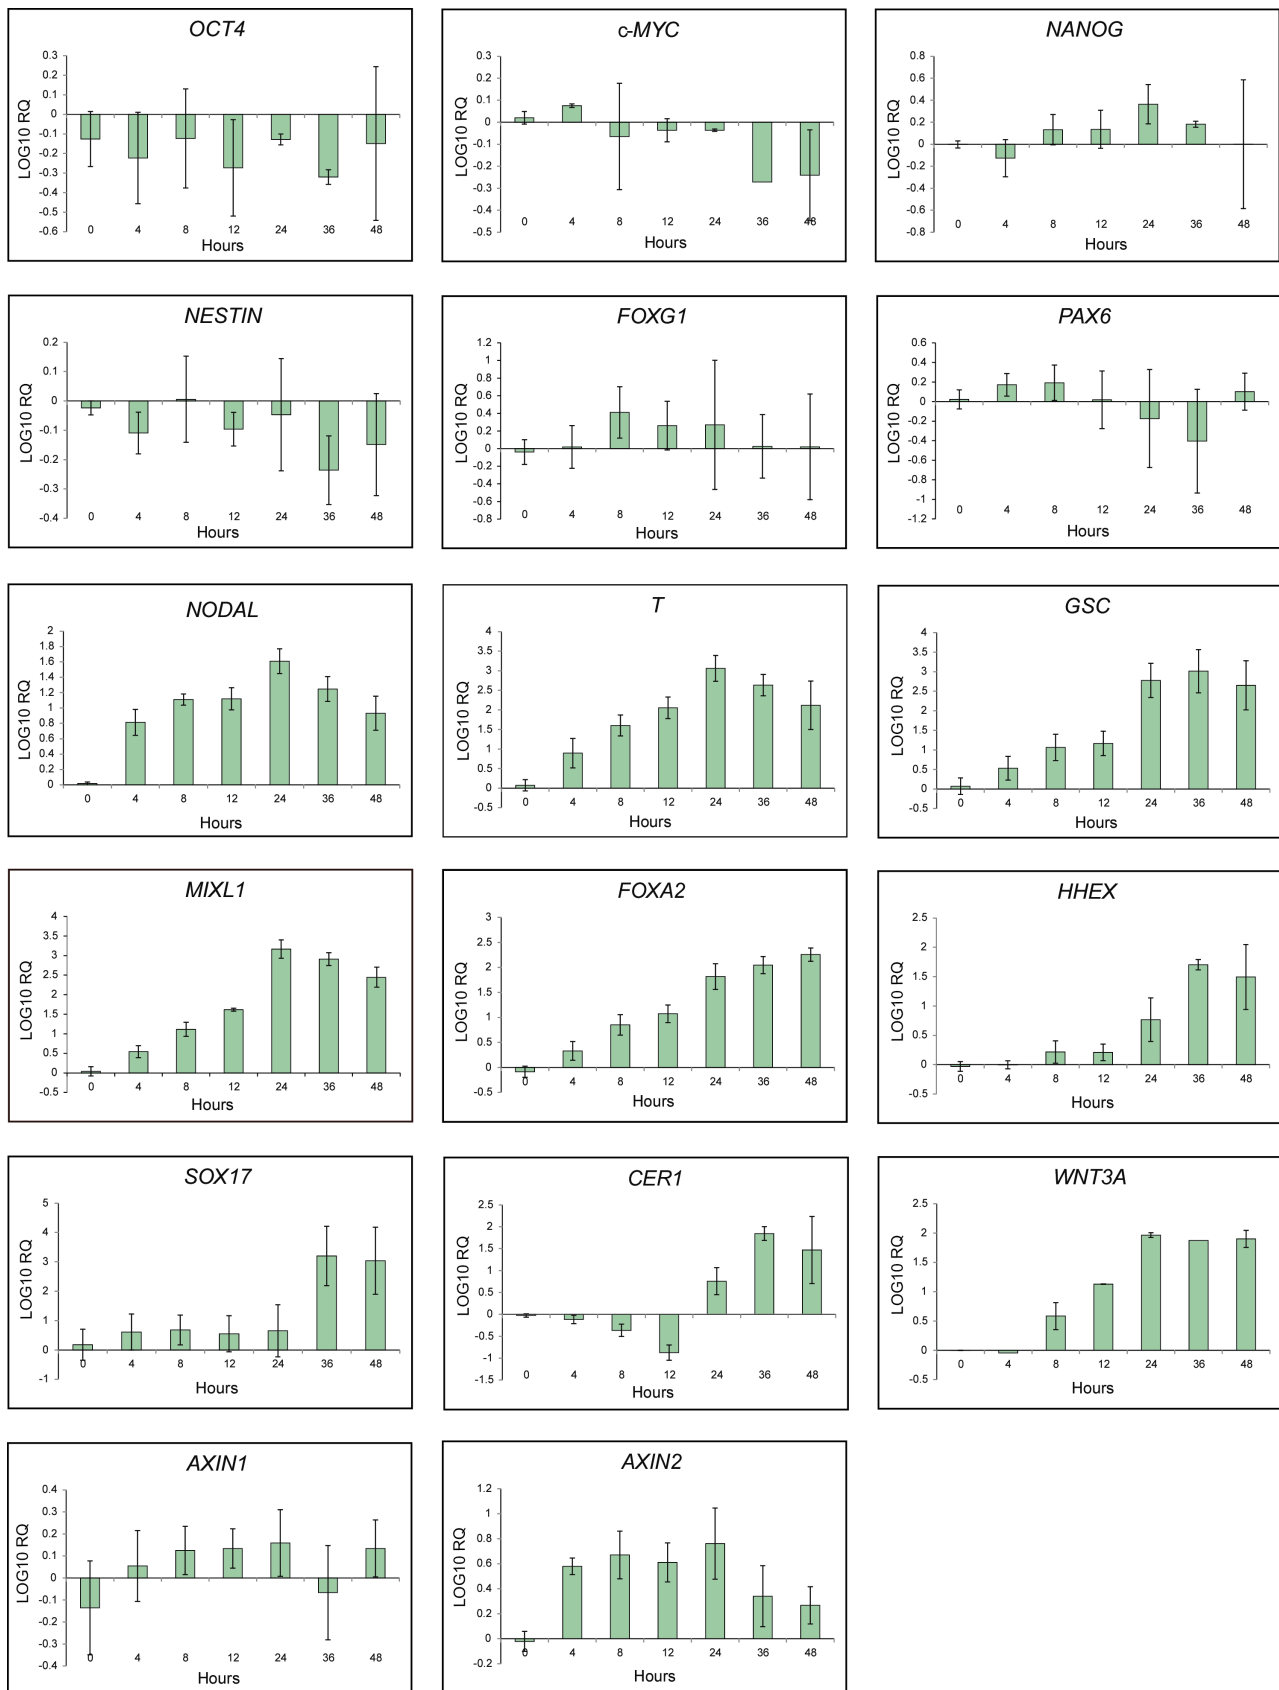 OCT4
LOG10 RQ
0.3
0.2
0.1
0
-0.1
-0.2
-0.3
-0.4
-0.5
-0.6
0 4 8 12 24 36 48
Hours
c-MYC
LOG10 RQ
0.3
0.2
0.1
0
-0.1
-0.2
-0.3
-0.4
-0.5
0 4 8 12 24 36 48
Hours
NANOG
LOG10 RQ
0.8
0.6
0.4
0.2
0
-0.2
-0.4
-0.6
-0.8
0 4 8 12 24 36 48
Hours
NESTIN
LOG10 RQ
0.2
0.1
0
-0.1
-0.2
-0.3
-0.4
0 4 8 12 24 36 48
Hours
FOXG1
LOG10 RQ
1.2
1
0.8
0.6
0.4
0.2
0
-0.2
-0.4
-0.6
-0.8
0 4 8 12 24 36 48
Hours
PAX6
LOG10 RQ
0.6
0.4
0.2
0
-0.2
-0.4
-0.6
-0.8
-1
-1.2
0 4 8 12 24 36 48
Hours
NODAL
LOG10 RQ
2
1.8
1.6
1.4
1.2
1
0.8
0.6
0.4
0.2
0
0 4 8 12 24 36 48
Hours
T
LOG10 RQ
4
3.5
3
2.5
2
1.5
1
0.5
0
-0.5
0 4 8 12 24 36 48
Hours
GSC
LOG10 RQ
4
3.5
3
2.5
2
1.5
1
0.5
0
-0.5
0 4 8 12 24 36 48
Hours
MIXL1
LOG10 RQ
4
3.5
3
2.5
2
1.5
1
0.5
0
-0.5
0 4 8 12 24 36 48
Hours
FOXA2
LOG10 RQ
3
2.5
2
1.5
1
0.5
0
-0.5
0 4 8 12 24 36 48
Hours
HHEX
LOG10 RQ
2.5
2
1.5
1
0.5
0
-0.5
0 4 8 12 24 36 48
Hours
SOX17
LOG10 RQ
5
4
3
2
1
0
-1
0 4 8 12 24 36 48
Hours
CER1
LOG10 RQ
2.5
2
1.5
1
0.5
0
-0.5
-1
-1.5
0 4 8 12 24 36 48
Hours
WNT3A
LOG10 RQ
2.5
2
1.5
1
0.5
0
-0.5
0 4 8 12 24 36 48
Hours
AXIN1
LOG10 RQ
0.4
0.3
0.2
0.1
0
-0.1
-0.2
-0.3
-0.4
0 4 8 12 24 36 48
Hours
AXIN2
LOG10 RQ
1.2
1
0.8
0.6
0.4
0.2
0
-0.2
0 4 8 12 24 36 48
Hours